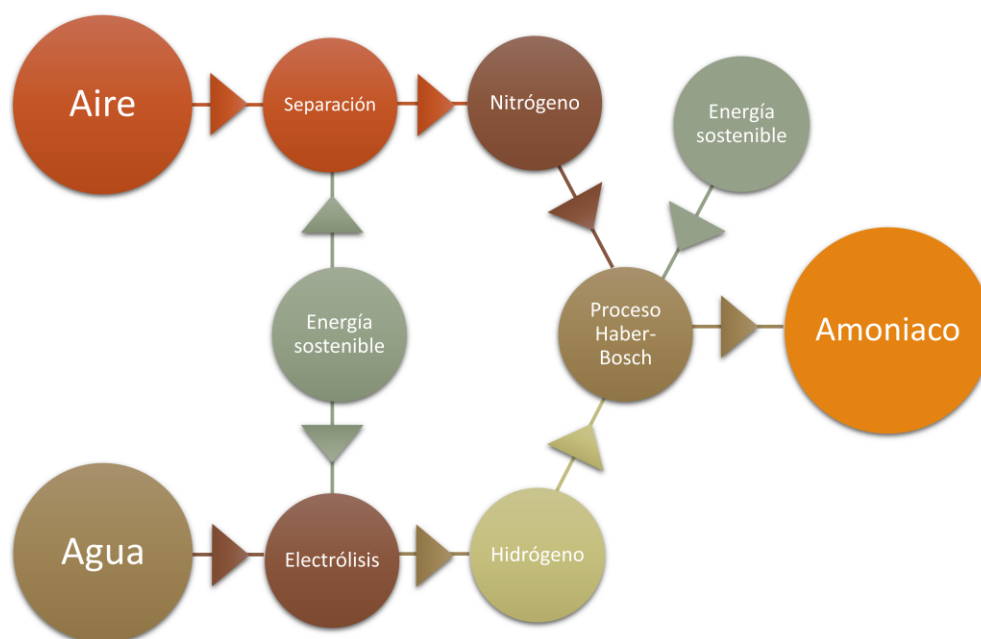 Aire
Separación
Nitrógeno
Energía
sostenible
Energía
sostenible
Proceso
Haber-
Bosch
Amoniaco
Agua
Electrólisis
Hidrógeno